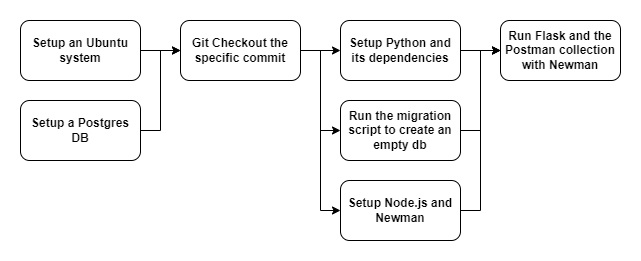 Setup an Ubuntu
system
Setup a Postgres
DB
Git Checkout the
specific commit
Setup Python and
its dependencies
Run the migration
script to create an
empty db
Setup Node.js and
Newman
Run Flask and the
Postman collection
with Newman